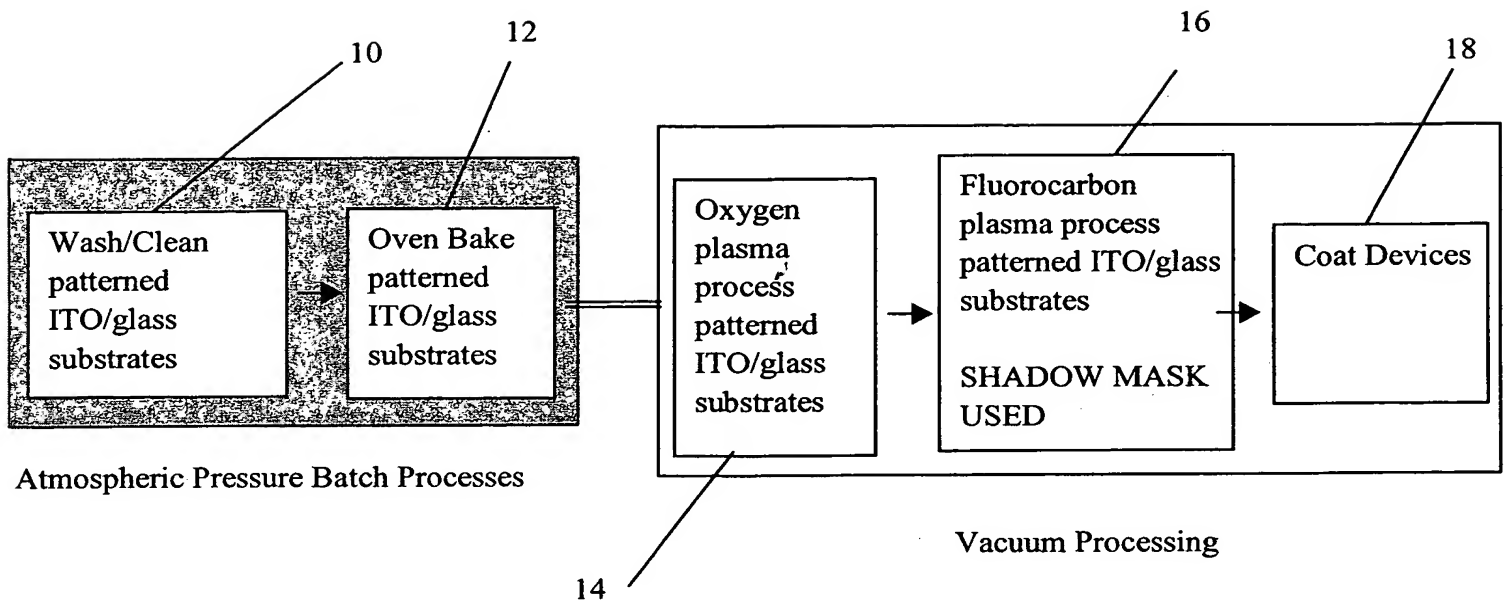 10
12
16
18
Wash/Clean
patterned
ITO/glass
substrates
Oven Bake
patterned
ITO/glass
substrates
Oxygen
plasma
process
patterned
ITO/glass
substrates
Fluorocarbon
plasma process
patterned ITO/glass
substrates
SHADOW MASK
USED
Coat Devices
Atmospheric Pressure Batch Processes
Vacuum Processing
14